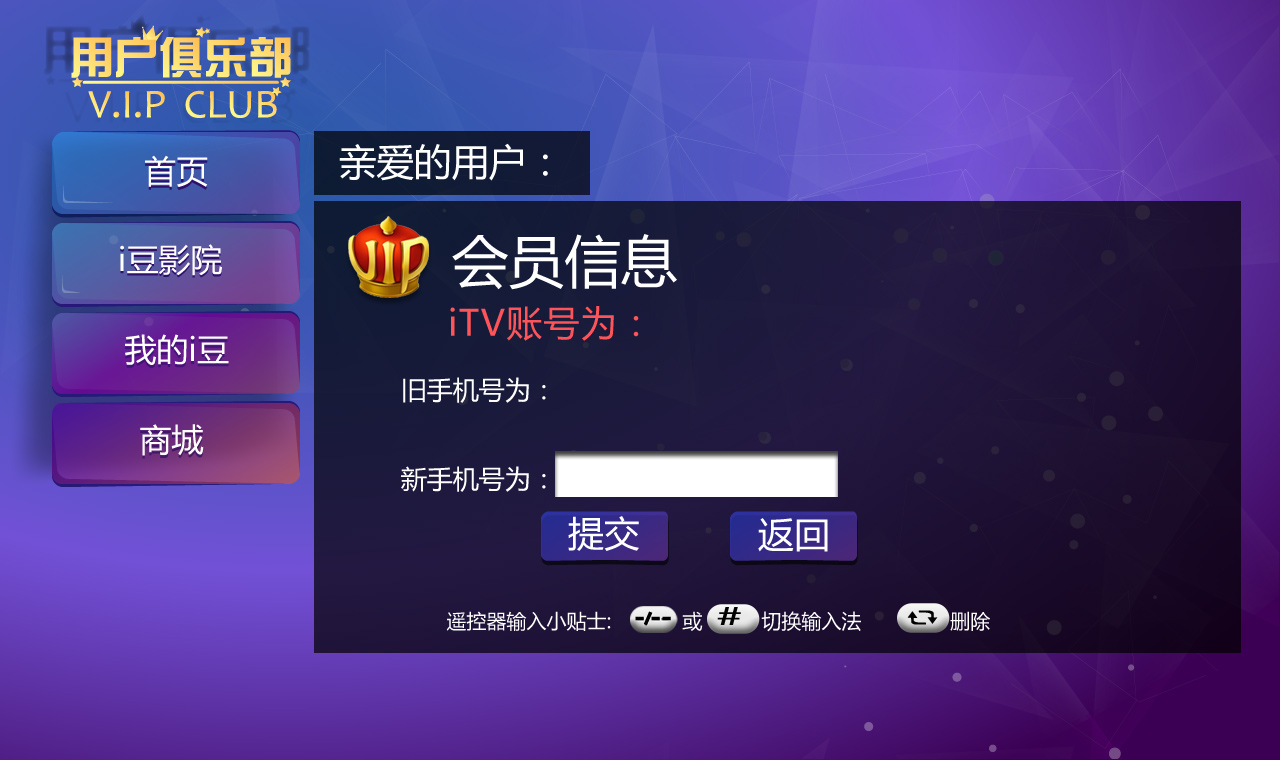 用户俱乐部
V.I.P CLUB
首页
i豆影院
我的i豆
商城
亲爱的用户：
VIP
会员信息
iTV账号为：
旧手机号为：
新手机号为：
提交
返回
遥控器输入小贴士: -/-- 或 # 切换输入法 删除